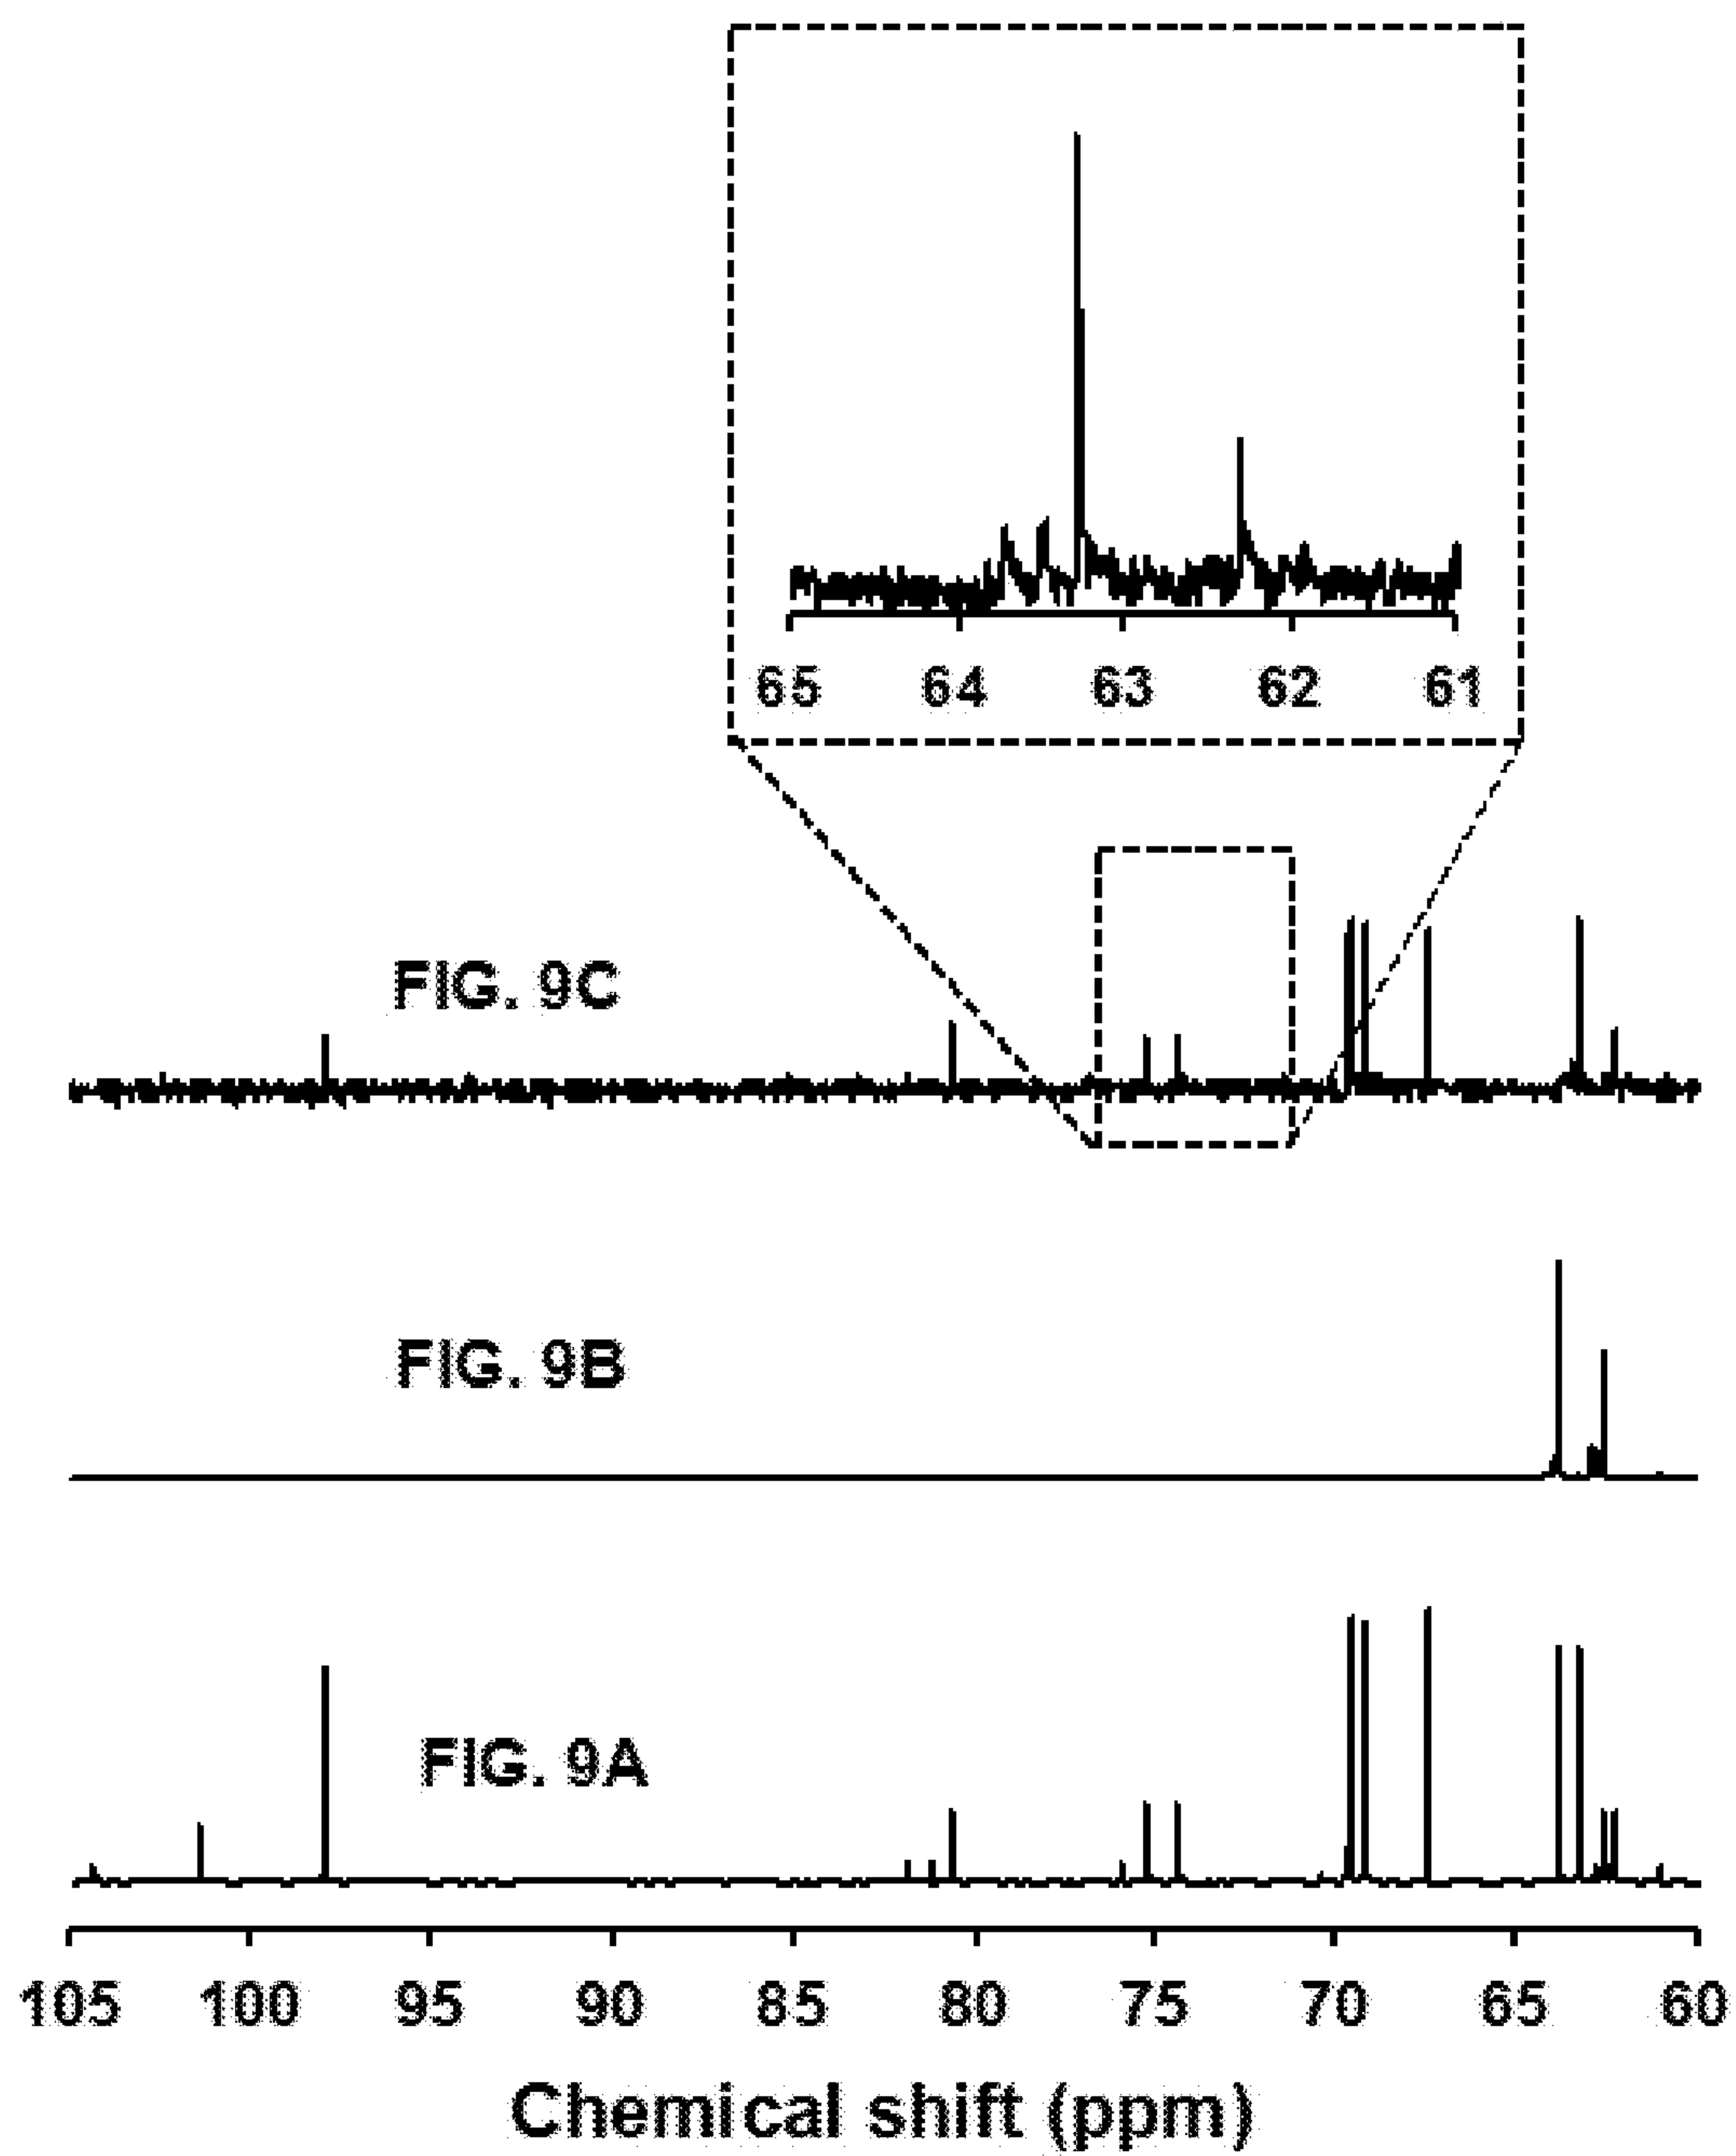 65 64 63 62 61
FIG. 9C
FIG. 9B
FIG. 9A
105 100 95 90 85 80 75 70 65 60
Chemical shift (ppm)